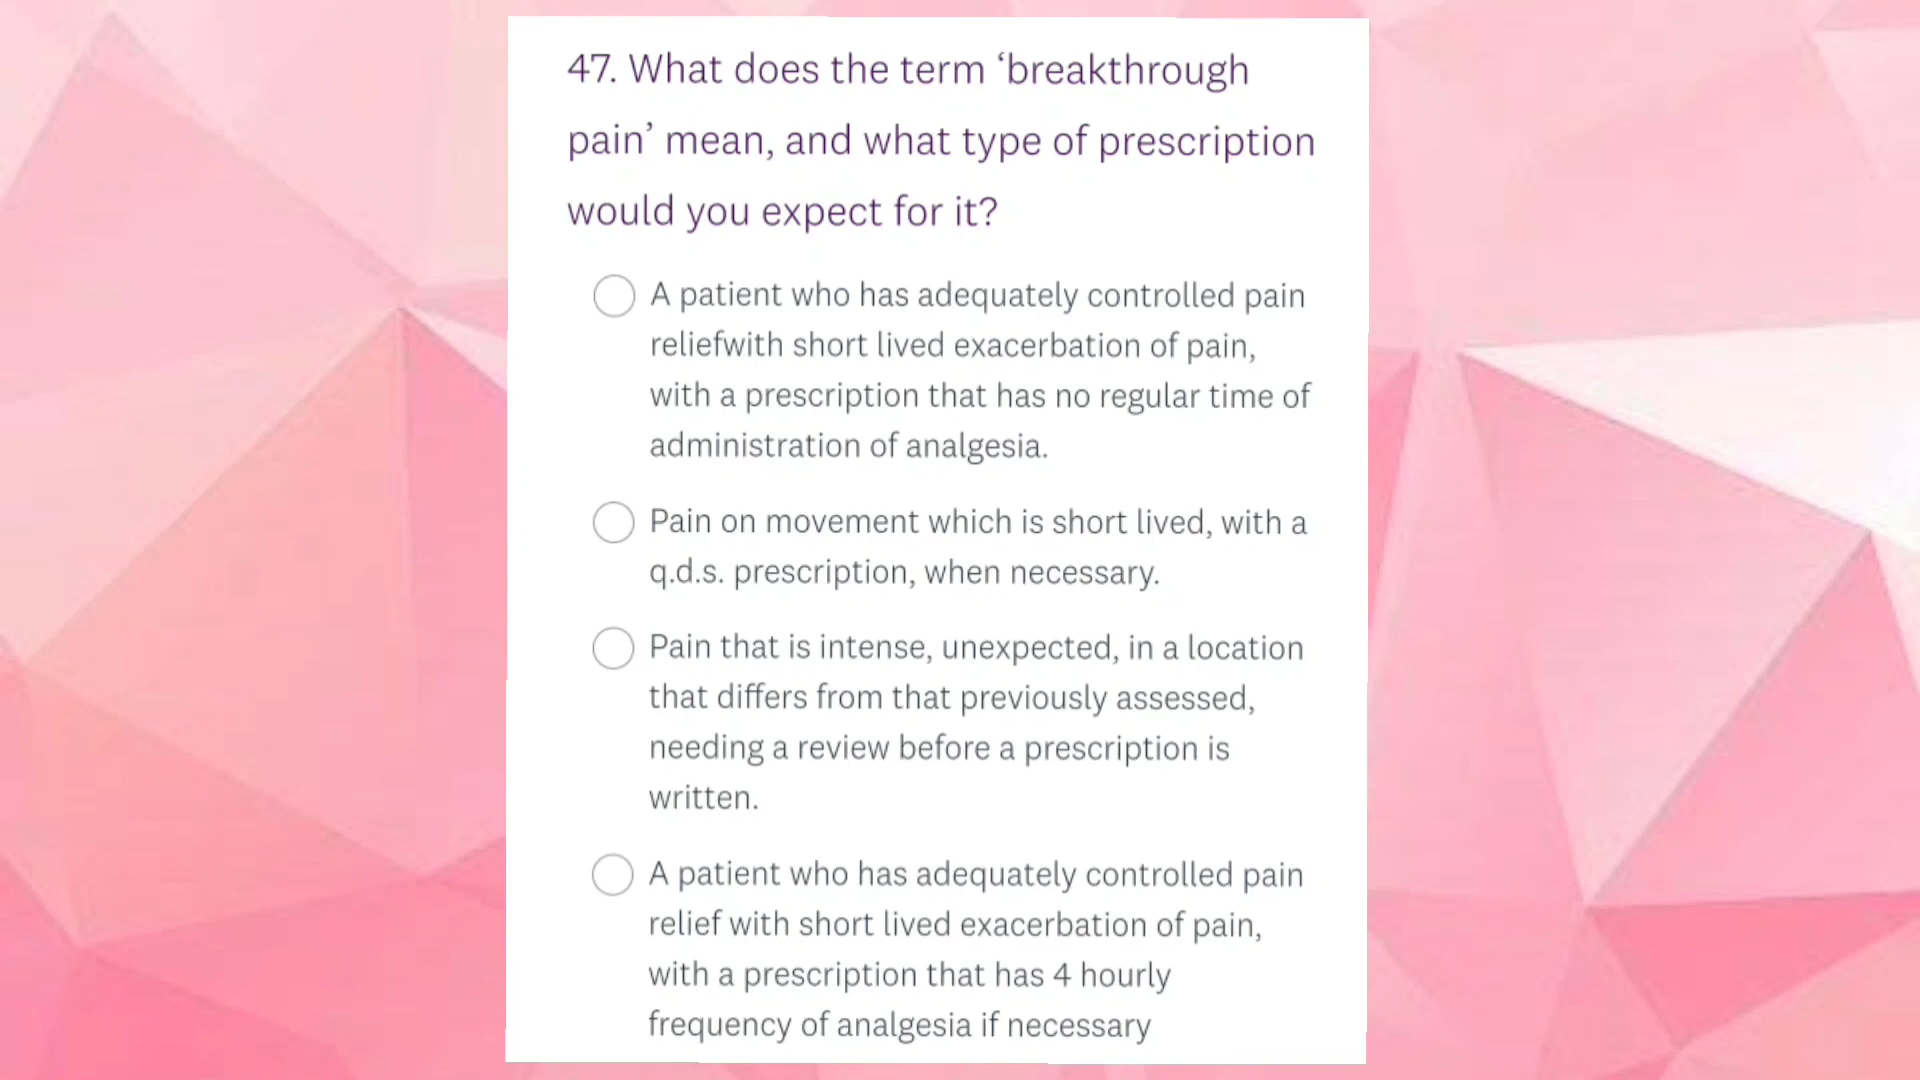 47. What does the term ‘breakthrough
pain’ mean, and what type of prescription
would you expect for it?
A patient who has adequately controlled pain
reliefwith short lived exacerbation of pain,
with a prescription that has no regular time of
administration of analgesia.
Pain on movement which is short lived, with a
q.d.s. prescription, when necessary.
Pain that is intense, unexpected, in a location
that differs from that previously assessed,
needing a review before a prescription is
written.
A patient who has adequately controlled pain
relief with short lived exacerbation of pain,
with a prescription that has 4 hourly
frequency of analgesia if necessary